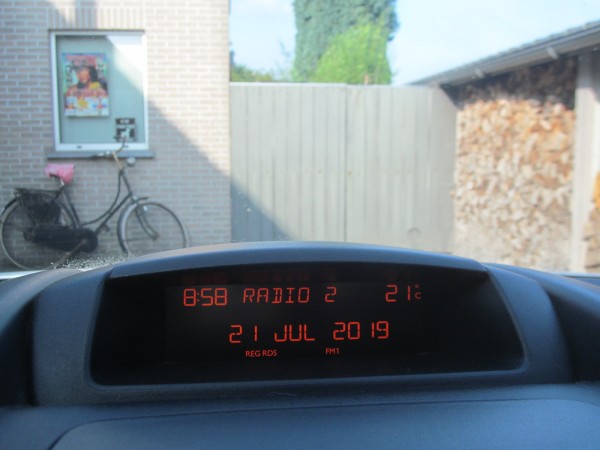 8:58 RADIO 2 21°C
21 JUL 2019
REG RDS FM1